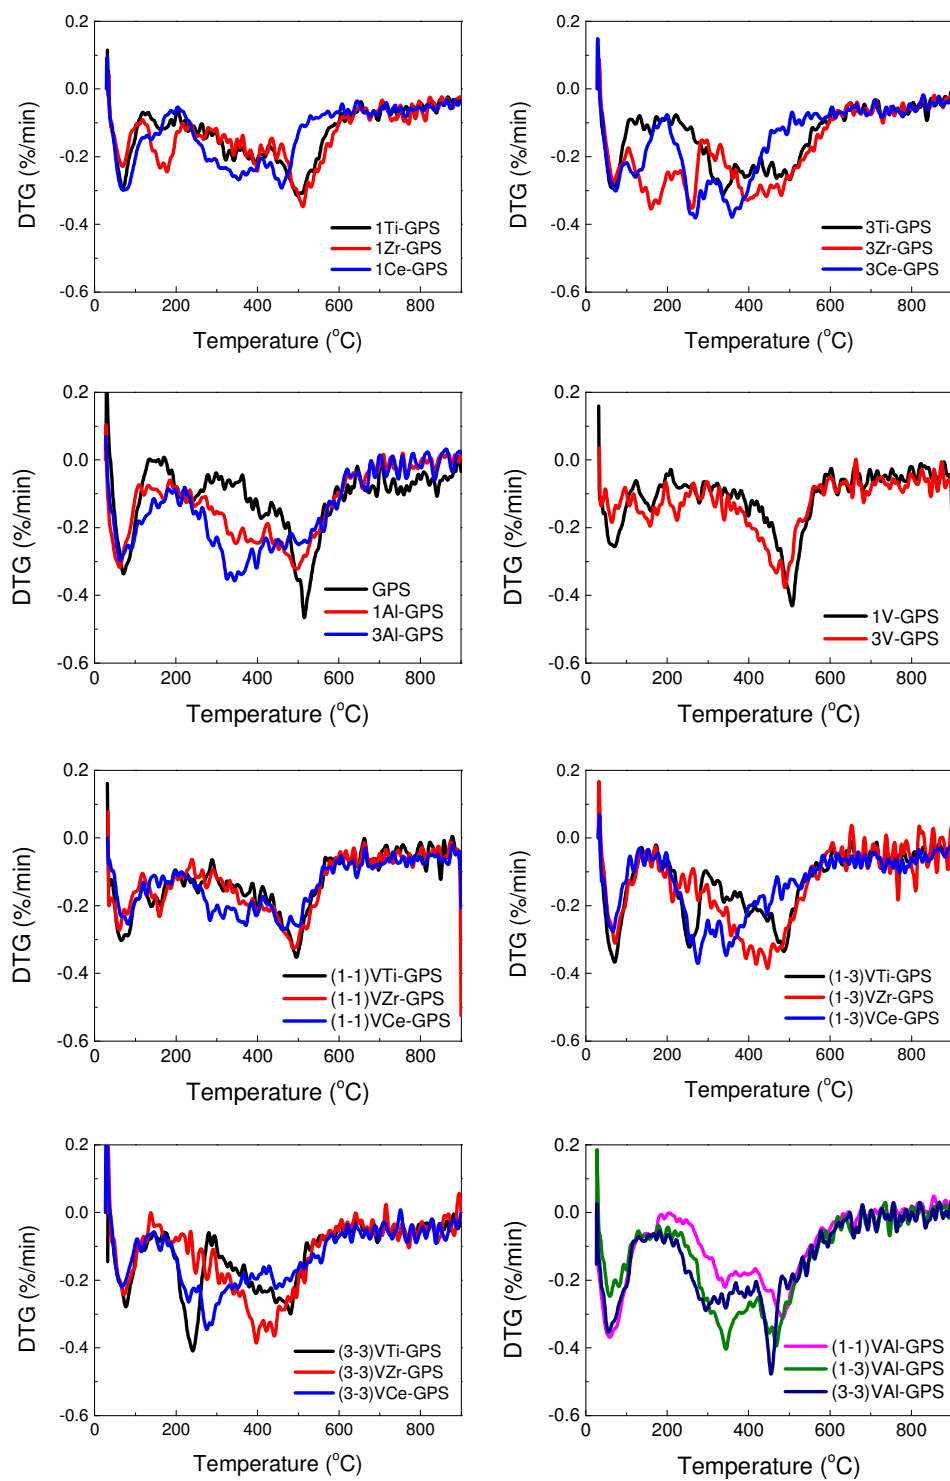 0.2
0.0
-0.2
-0.4
-0.6
DTG (%/min)
1Ti-GPS
1Zr-GPS
1Ce-GPS
0 200 400 600 800
Temperature (°C)
0.2
0.0
-0.2
-0.4
-0.6
DTG (%/min)
3Ti-GPS
3Zr-GPS
3Ce-GPS
0 200 400 600 800
Temperature (°C)
0.2
0.0
-0.2
-0.4
-0.6
DTG (%/min)
GPS
1Al-GPS
3Al-GPS
0 200 400 600 800
Temperature (°C)
0.2
0.0
-0.2
-0.4
-0.6
DTG (%/min)
1V-GPS
3V-GPS
0 200 400 600 800
Temperature (°C)
0.2
0.0
-0.2
-0.4
-0.6
DTG (%/min)
(1-1)VTi-GPS
(1-1)VZr-GPS
(1-1)VCe-GPS
0 200 400 600 800
Temperature (°C)
0.2
0.0
-0.2
-0.4
-0.6
DTG (%/min)
(1-3)VTi-GPS
(1-3)VZr-GPS
(1-3)VCe-GPS
0 200 400 600 800
Temperature (°C)
0.2
0.0
-0.2
-0.4
-0.6
DTG (%/min)
(3-3)VTi-GPS
(3-3)VZr-GPS
(3-3)VCe-GPS
0 200 400 600 800
Temperature (°C)
0.2
0.0
-0.2
-0.4
-0.6
DTG (%/min)
(1-1)VAl-GPS
(1-3)VAl-GPS
(3-3)VAl-GPS
0 200 400 600 800
Temperature (°C)